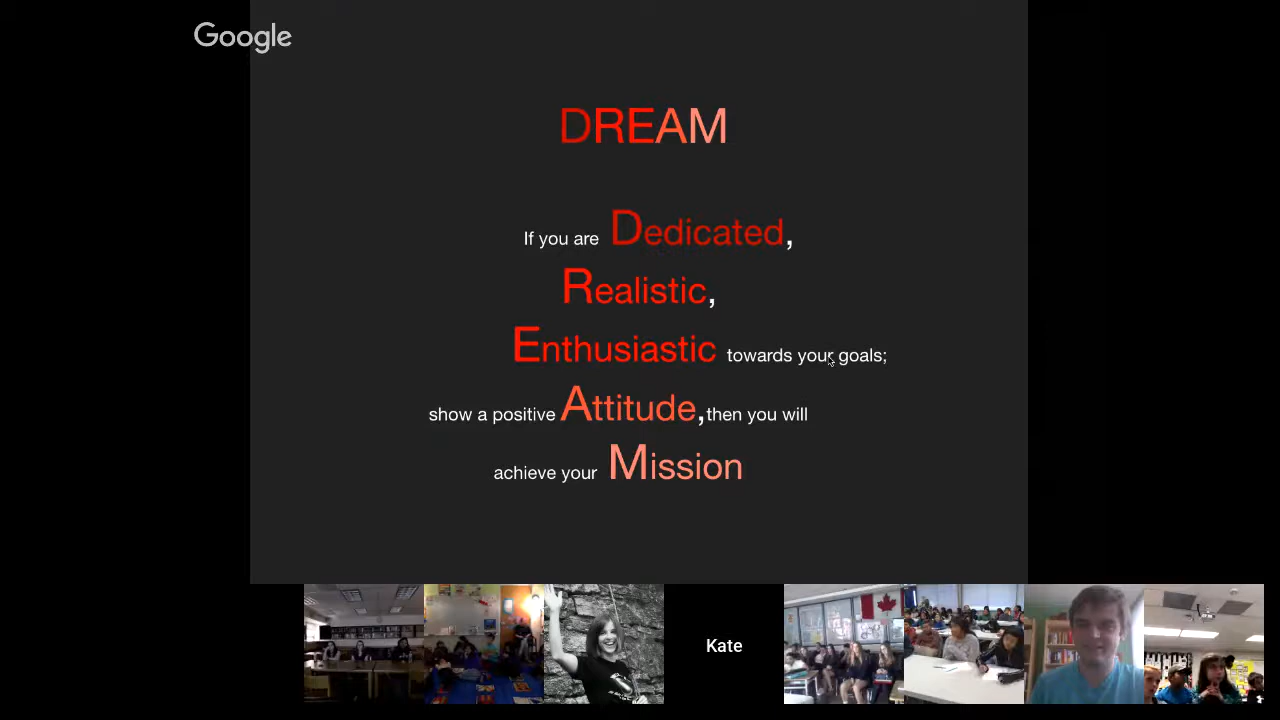 Google
DREAM
If you are Dedicated,
Realistic,
Enthusiastic towards your goals;
show a positive Attitude,then you will
achieve your Mission
Kate